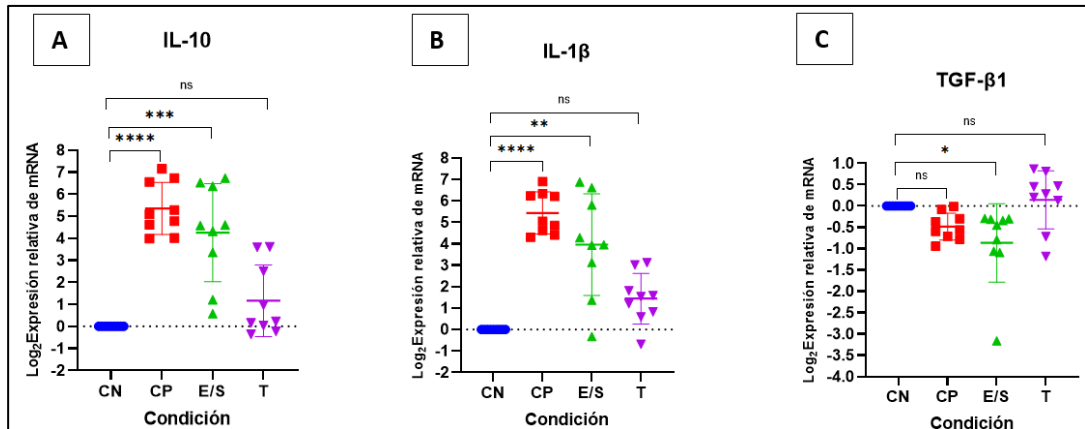 A
IL-10
ns
***
****
8
7
6
5
4
3
2
1
0
-1
-2
Log₂Expresión relativa de mRNA
CN CP E/S T
Condición
B
IL-1β
ns
**
****
8
7
6
5
4
3
2
1
0
-1
-2
Log₂Expresión relativa de mRNA
CN CP E/S T
Condición
C
TGF-β1
ns
*
ns
1.0
0.5
0.0
-0.5
-1.0
-1.5
-2.0
-2.5
-3.0
-3.5
-4.0
Log₂Expresión relativa de mRNA
CN CP E/S T
Condición